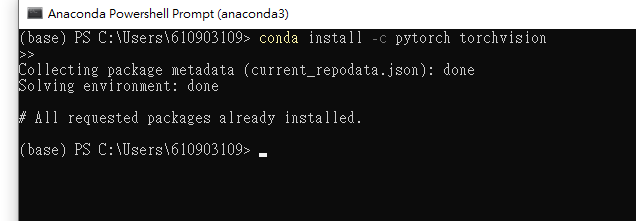 Anaconda Powershell Prompt (anaconda3)
(base) PS C:\Users\610903109> conda install -c pytorch torchvision
>>
Collecting package metadata (current_repodata.json): done
Solving environment: done
# All requested packages already installed.
(base) PS C:\Users\610903109>